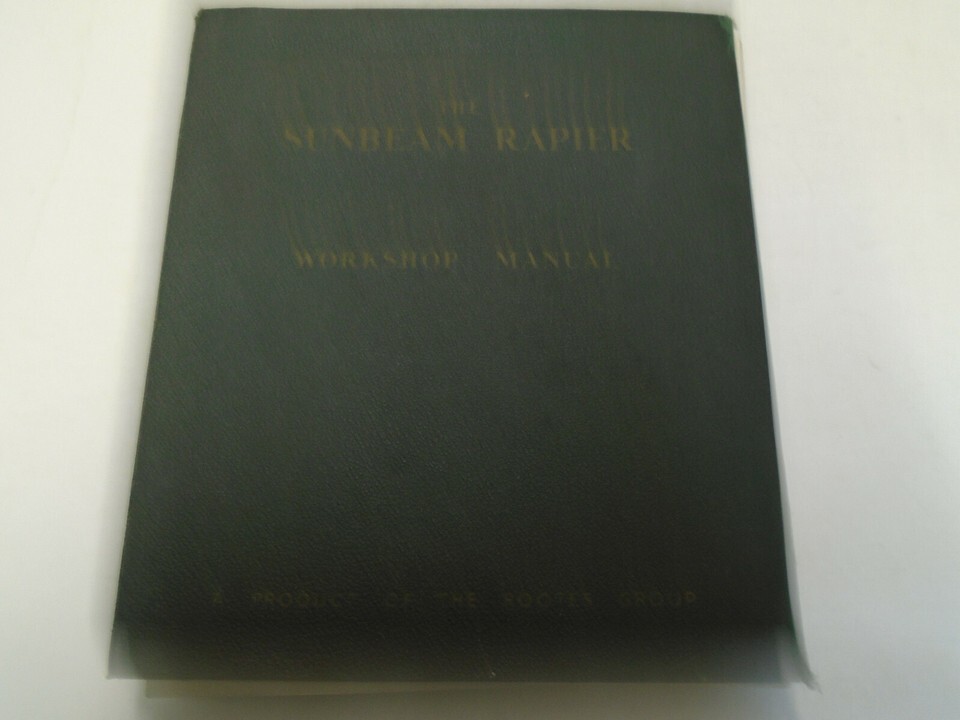 THE
SUNBEAM RAPIER
WORKSHOP MANUAL
A PRODUCT OF THE ROOTES GROUP